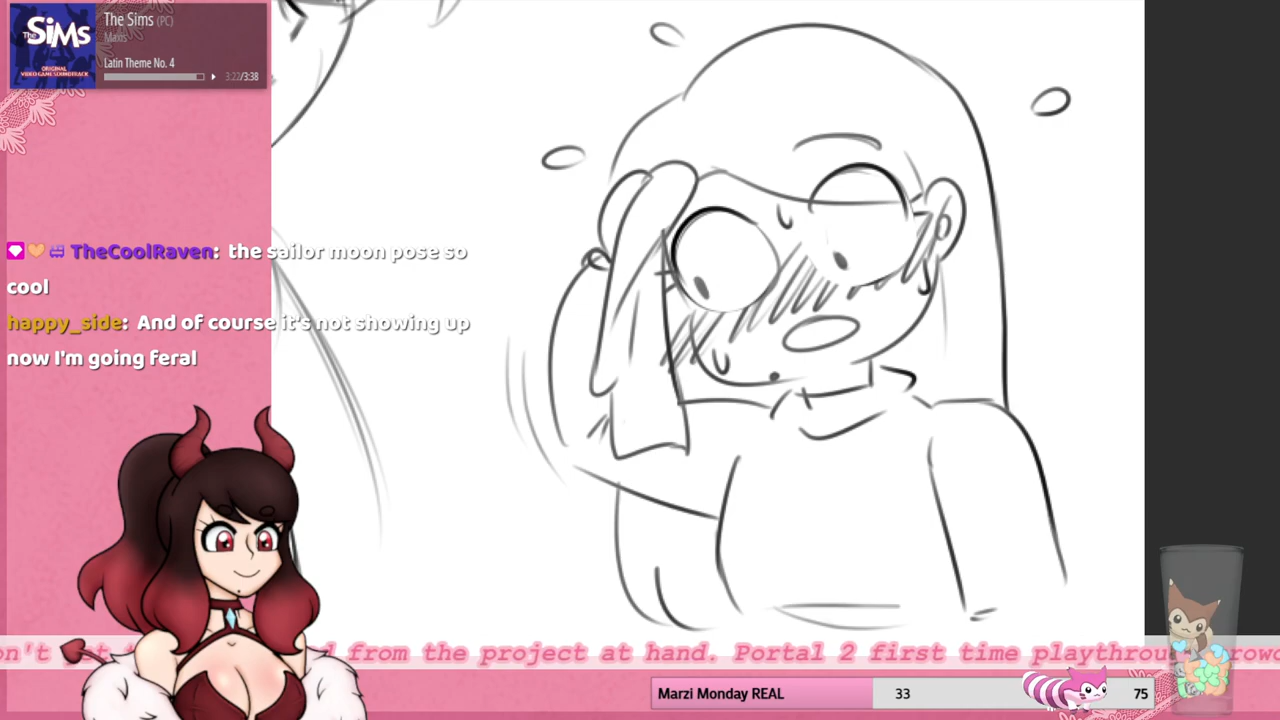 The Sims (PC)
Maxis
Latin Theme No. 4
3:22/3:38
The SiMs
ORIGINAL
VIDEO GAME SOUNDTRACK
TheCoolRaven: the sailor moon pose so
cool
happy_side: And of course it's not showing up
now I'm going feral
from the project at hand. Portal 2 first time
Marzi Monday REAL 33 75